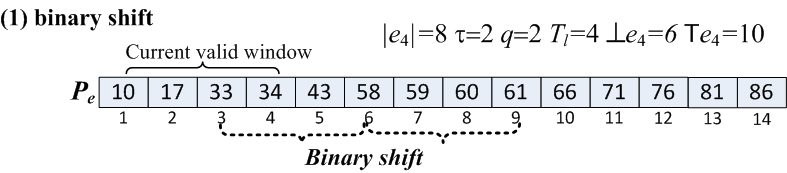 (1) binary shift
|e₄|=8 τ=2 q=2 Tₗ=4 ⊥e₄=6 ⊤e₄=10
Current valid window
Pₑ 10 17 33 34 43 58 59 60 61 66 71 76 81 86
1 2 3 4 5 6 7 8 9 10 11 12 13 14
Binary shift